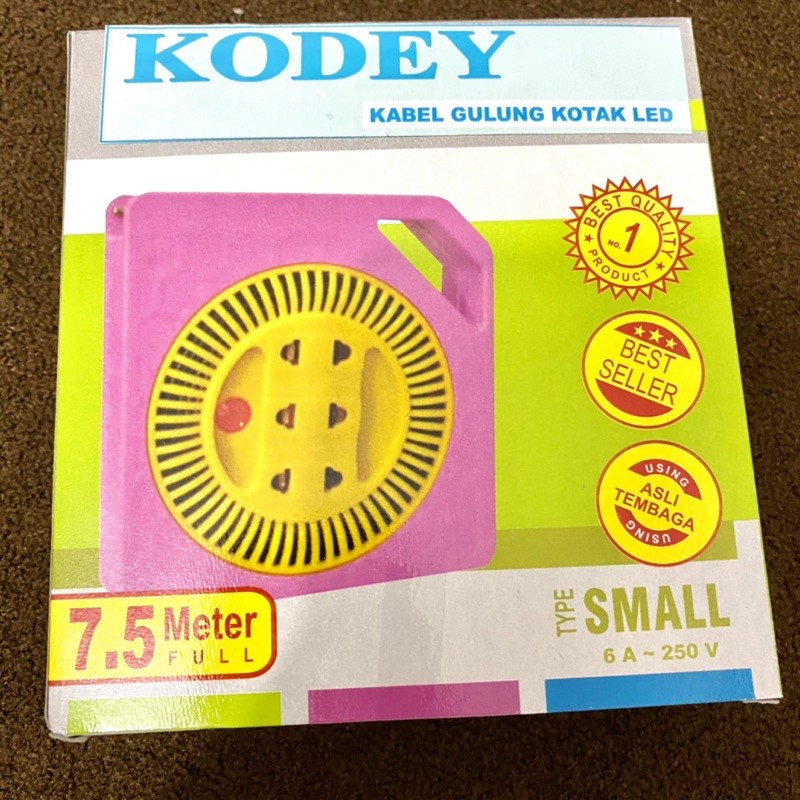 KODEY
KABEL GULUNG KOTAK LED
BEST QUALITY
NO. 1
PRODUCT
BEST
SELLER
USING
ASLI
TEMBAGA
USING
7.5 Meter
FULL
TYPE SMALL
6 A ~ 250 V